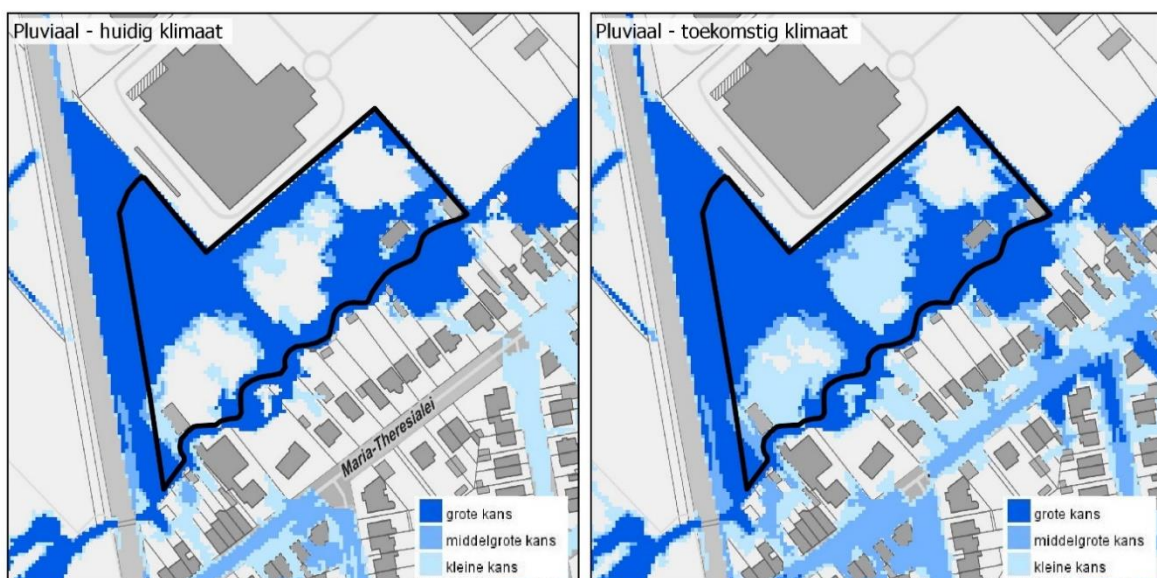 Pluviaal - huidig klimaat
Maria-Theresialei
grote kans
middelgrote kans
kleine kans
Pluviaal - toekomstig klimaat
grote kans
middelgrote kans
kleine kans